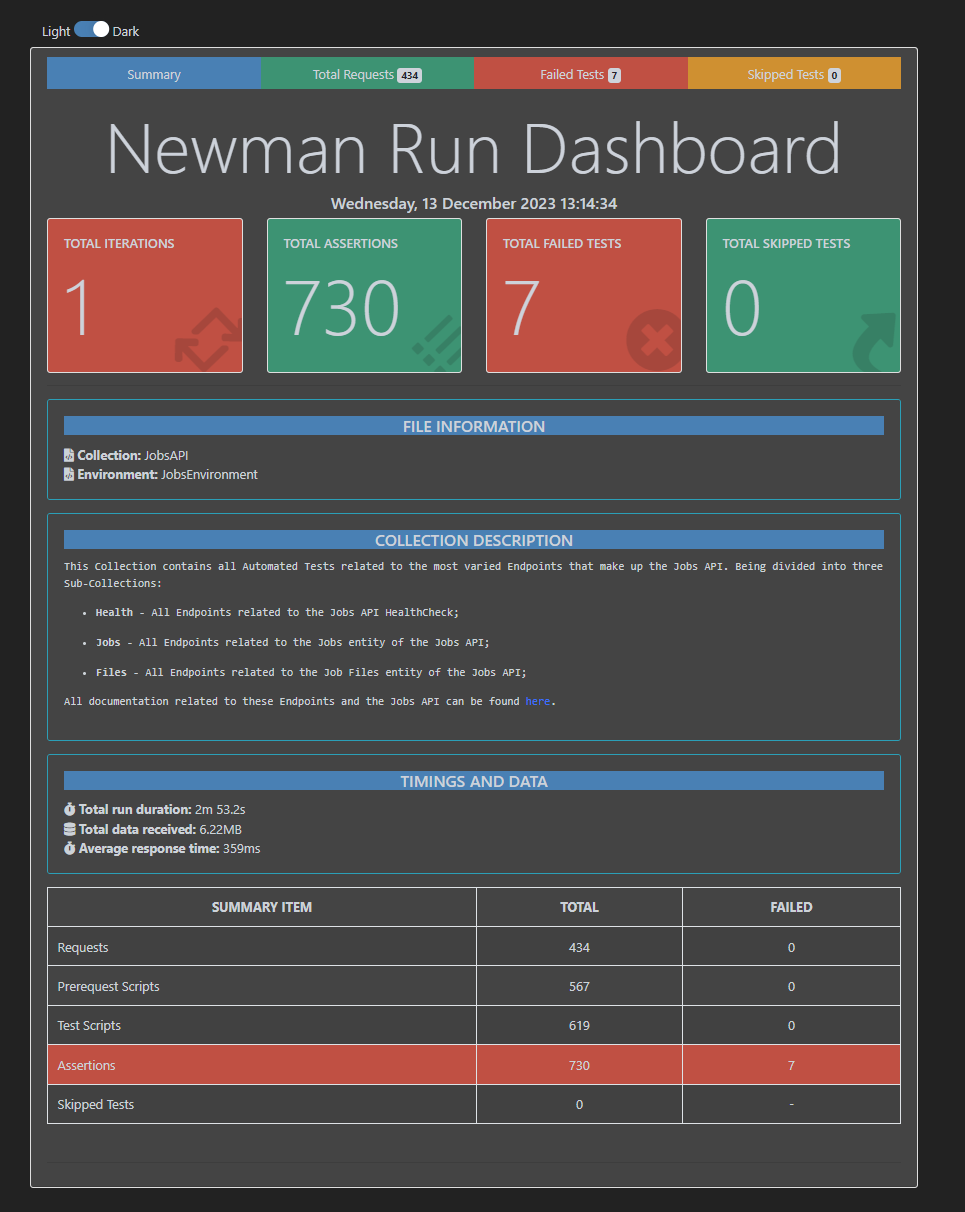 Light Dark
Summary Total Requests 434 Failed Tests 7 Skipped Tests 0
Newman Run Dashboard
Wednesday, 13 December 2023 13:14:34
TOTAL ITERATIONS TOTAL ASSERTIONS TOTAL FAILED TESTS TOTAL SKIPPED TESTS
1 730 7 0
FILE INFORMATION
Collection: JobsAPI
Environment: JobsEnvironment
COLLECTION DESCRIPTION
This Collection contains all Automated Tests related to the most varied Endpoints that make up the Jobs API. Being divided into three
Sub-Collections:
• Health - All Endpoints related to the Jobs API HealthCheck;
• Jobs - All Endpoints related to the Jobs entity of the Jobs API;
• Files - All Endpoints related to the Job Files entity of the Jobs API;
All documentation related to these Endpoints and the Jobs API can be found here.
TIMINGS AND DATA
Total run duration: 2m 53.2s
Total data received: 6.22MB
Average response time: 359ms
SUMMARY ITEM TOTAL FAILED
Requests 434 0
Prerequest Scripts 567 0
Test Scripts 619 0
Assertions 730 7
Skipped Tests 0 -